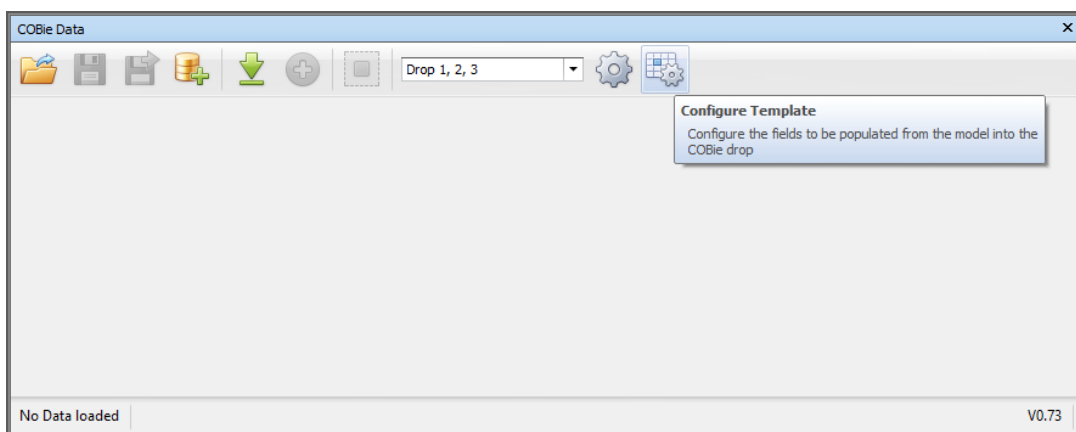 COBie Data
Drop 1, 2, 3
Configure Template
Configure the fields to be populated from the model into the
COBie drop
No Data loaded
V0.73